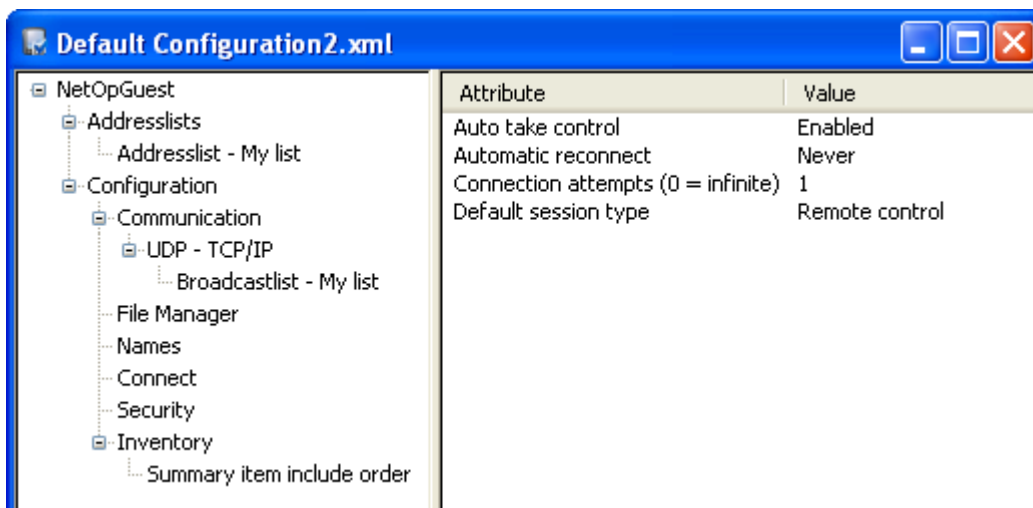 Default Configuration2.xml
NetOpGuest
Addresslists
Addresslist - My list
Configuration
Communication
UDP - TCP/IP
Broadcastlist - My list
File Manager
Names
Connect
Security
Inventory
Summary item include order
Attribute Value
Auto take control Enabled
Automatic reconnect Never
Connection attempts (0 = infinite) 1
Default session type Remote control